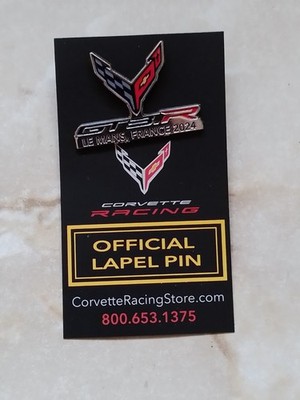 GT3.R
LE MANS, FRANCE 2024
CORVETTE
RACING
OFFICIAL
LAPEL PIN
CorvetteRacingStore.com
800.653.1375